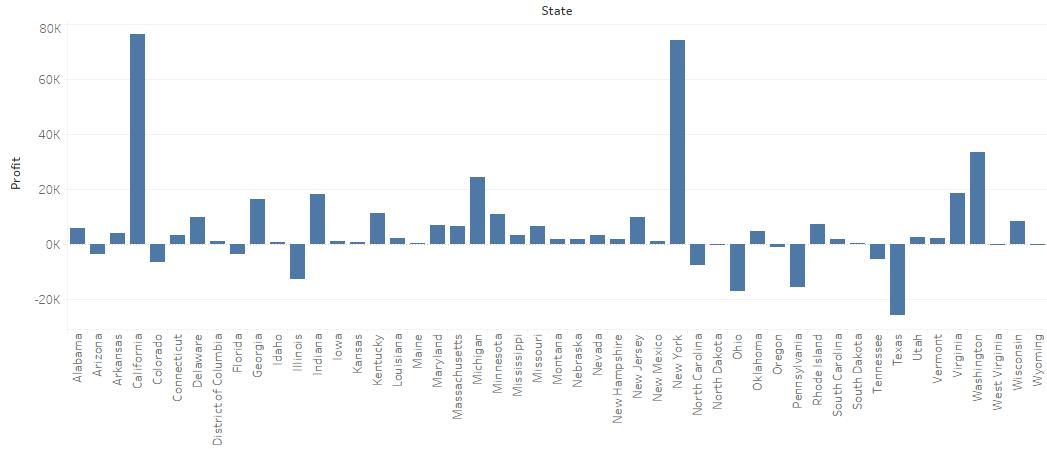 State
80K
60K
40K
20K
0K
-20K
Profit
Alabama
Arizona
Arkansas
California
Colorado
Connecticut
Delaware
District of Columbia
Florida
Georgia
Idaho
Illinois
Indiana
Iowa
Kansas
Kentucky
Louisiana
Maine
Maryland
Massachusetts
Michigan
Minnesota
Mississippi
Missouri
Montana
Nebraska
Nevada
New Hampshire
New Jersey
New Mexico
New York
North Carolina
North Dakota
Ohio
Oklahoma
Oregon
Pennsylvania
Rhode Island
South Carolina
South Dakota
Tennessee
Texas
Utah
Vermont
Virginia
Washington
West Virginia
Wisconsin
Wyoming